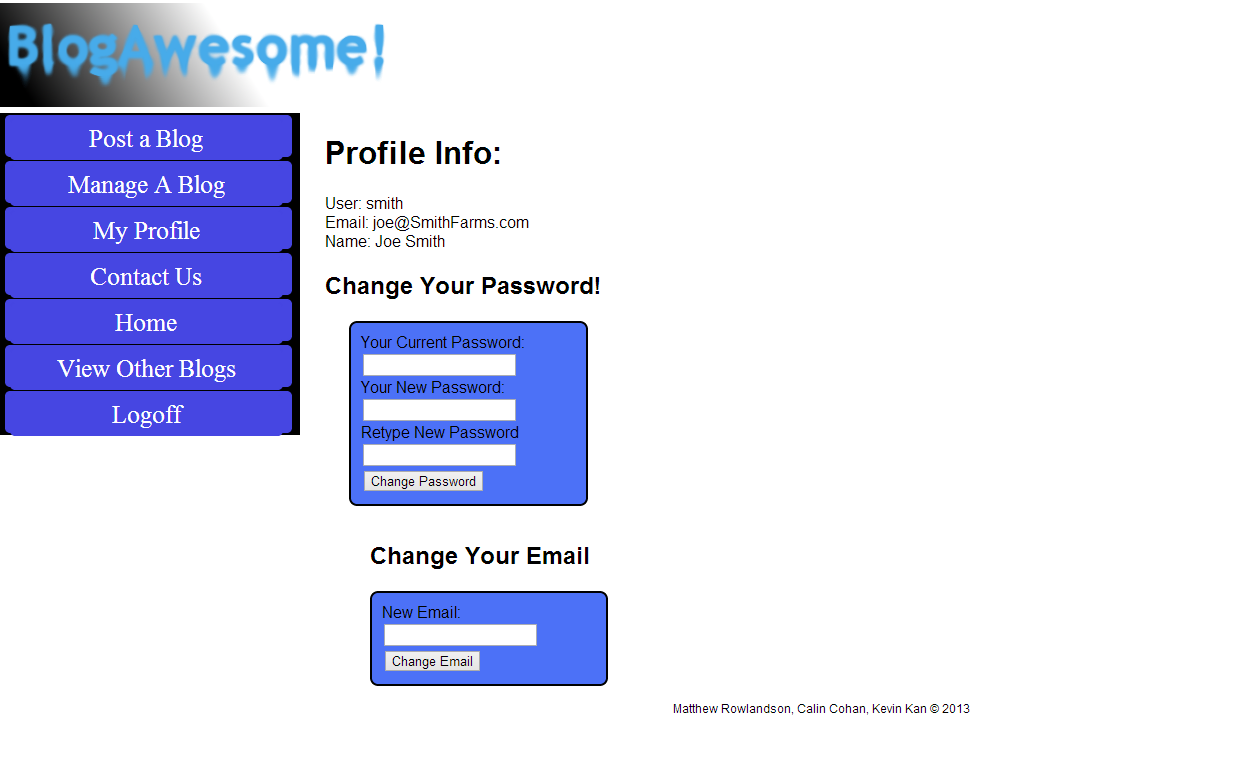 BlogAwesome!
Post a Blog
Manage A Blog
My Profile
Contact Us
Home
View Other Blogs
Logoff
Profile Info:
User: smith
Email: joe@SmithFarms.com
Name: Joe Smith
Change Your Password!
Your Current Password:
Your New Password:
Retype New Password
Change Password
Change Your Email
New Email:
Change Email
Matthew Rowlandson, Calin Cohan, Kevin Kan © 2013